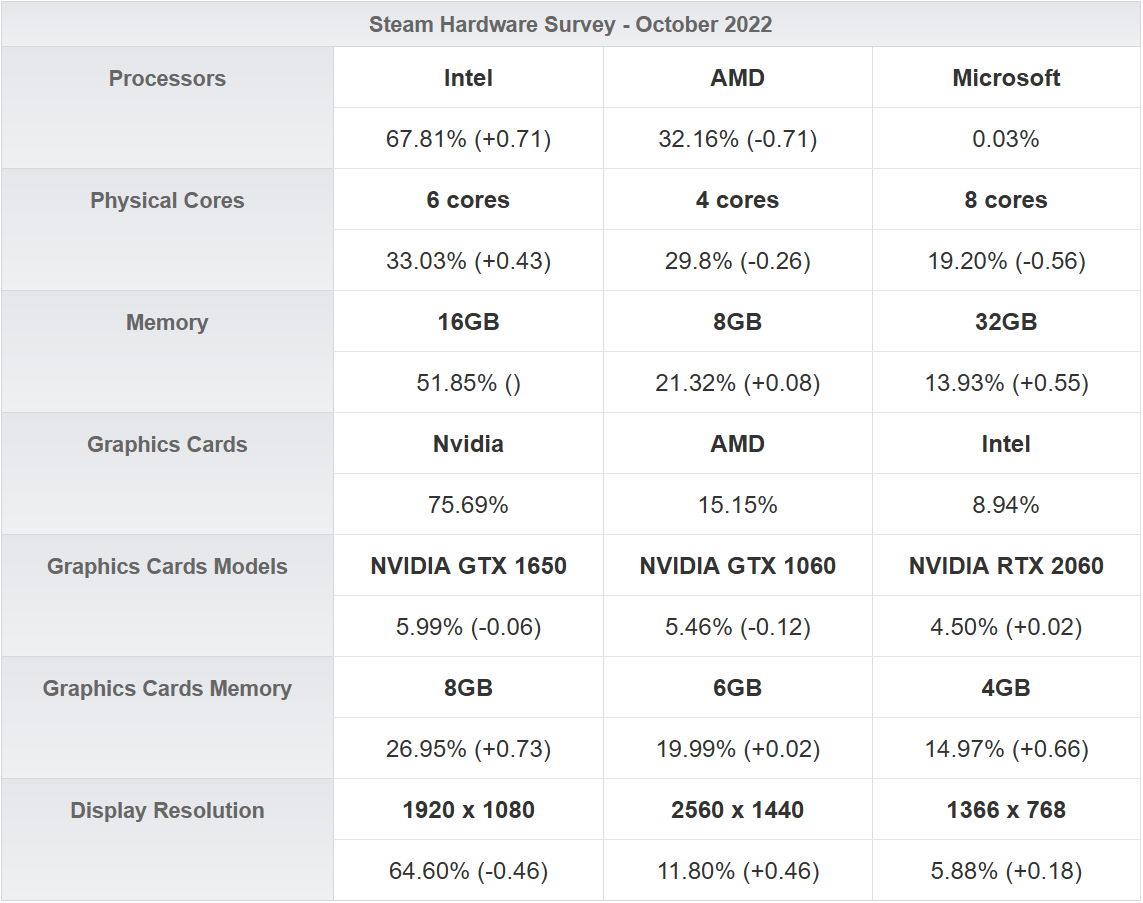 Steam Hardware Survey - October 2022
Processors Intel AMD Microsoft
67.81% (+0.71) 32.16% (-0.71) 0.03%
Physical Cores 6 cores 4 cores 8 cores
33.03% (+0.43) 29.8% (-0.26) 19.20% (-0.56)
Memory 16GB 8GB 32GB
51.85% () 21.32% (+0.08) 13.93% (+0.55)
Graphics Cards Nvidia AMD Intel
75.69% 15.15% 8.94%
Graphics Cards Models NVIDIA GTX 1650 NVIDIA GTX 1060 NVIDIA RTX 2060
5.99% (-0.06) 5.46% (-0.12) 4.50% (+0.02)
Graphics Cards Memory 8GB 6GB 4GB
26.95% (+0.73) 19.99% (+0.02) 14.97% (+0.66)
Display Resolution 1920 x 1080 2560 x 1440 1366 x 768
64.60% (-0.46) 11.80% (+0.46) 5.88% (+0.18)